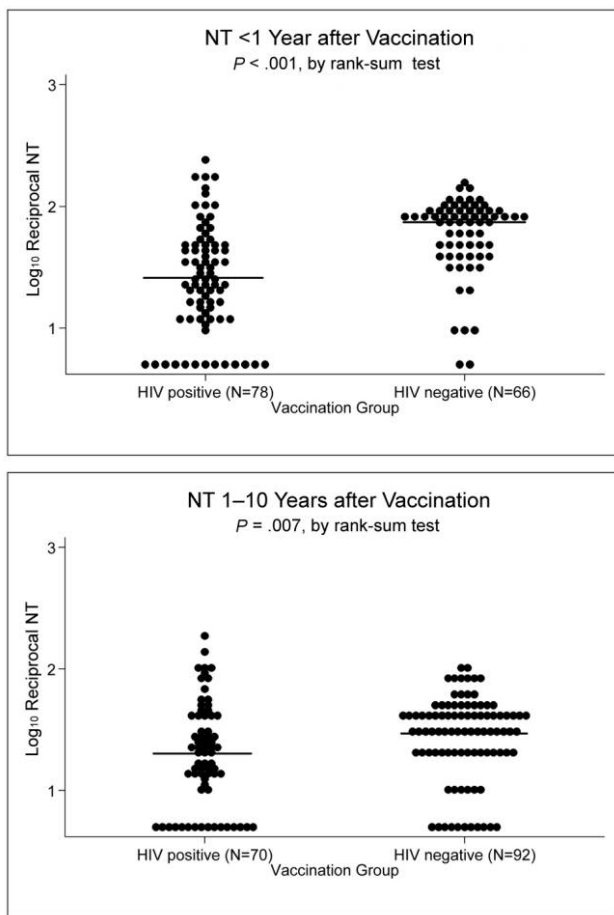 NT <1 Year after Vaccination
P < .001, by rank-sum test
3
2
1
Log₁₀ Reciprocal NT
HIV positive (N=78) HIV negative (N=66)
Vaccination Group
NT 1–10 Years after Vaccination
P = .007, by rank-sum test
3
2
1
Log₁₀ Reciprocal NT
HIV positive (N=70) HIV negative (N=92)
Vaccination Group